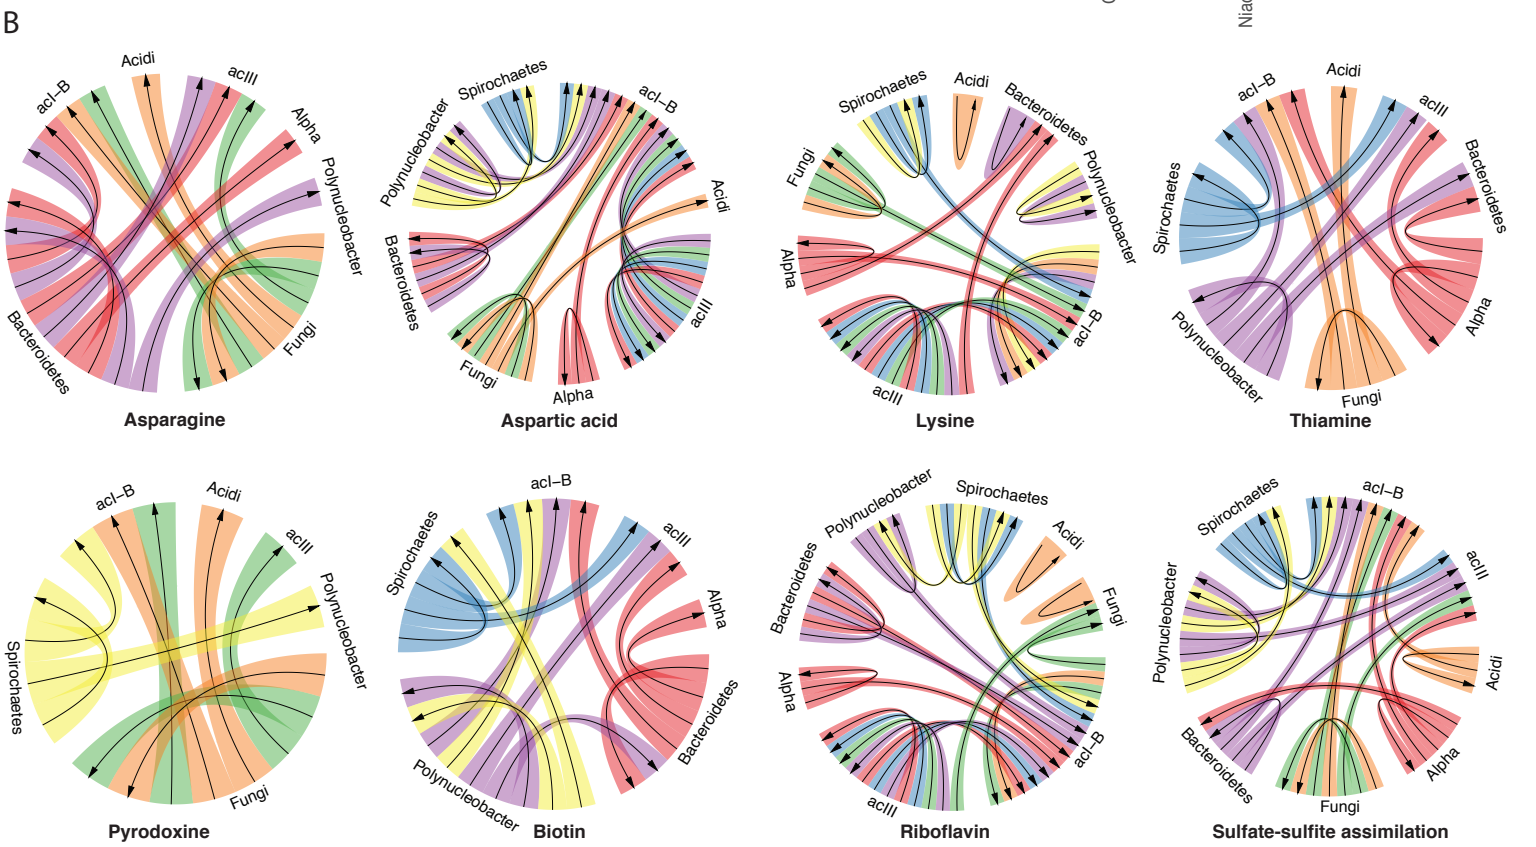 B
Niac
acI–B
Acidi
acIII
Alpha
Polynucleobacter
Fungi
Bacteroidetes
Asparagine
Spirochaetes
acI–B
Acidi
acIII
Alpha
Fungi
Bacteroidetes
Polynucleobacter
Aspartic acid
Spirochaetes
Acidi
Bacteroidetes
Polynucleobacter
acI–B
acIII
Alpha
Fungi
Lysine
acI–B
Acidi
acIII
Bacteroidetes
Alpha
Fungi
Polynucleobacter
Spirochaetes
Thiamine
acI–B
Acidi
acIII
Polynucleobacter
Fungi
Spirochaetes
Pyrodoxine
acI–B
acIII
Alpha
Bacteroidetes
Polynucleobacter
Spirochaetes
Biotin
Polynucleobacter
Spirochaetes
Acidi
Fungi
acI–B
acIII
Alpha
Bacteroidetes
Riboflavin
Spirochaetes
acI–B
acIII
Acidi
Alpha
Fungi
Bacteroidetes
Polynucleobacter
Sulfate-sulfite assimilation